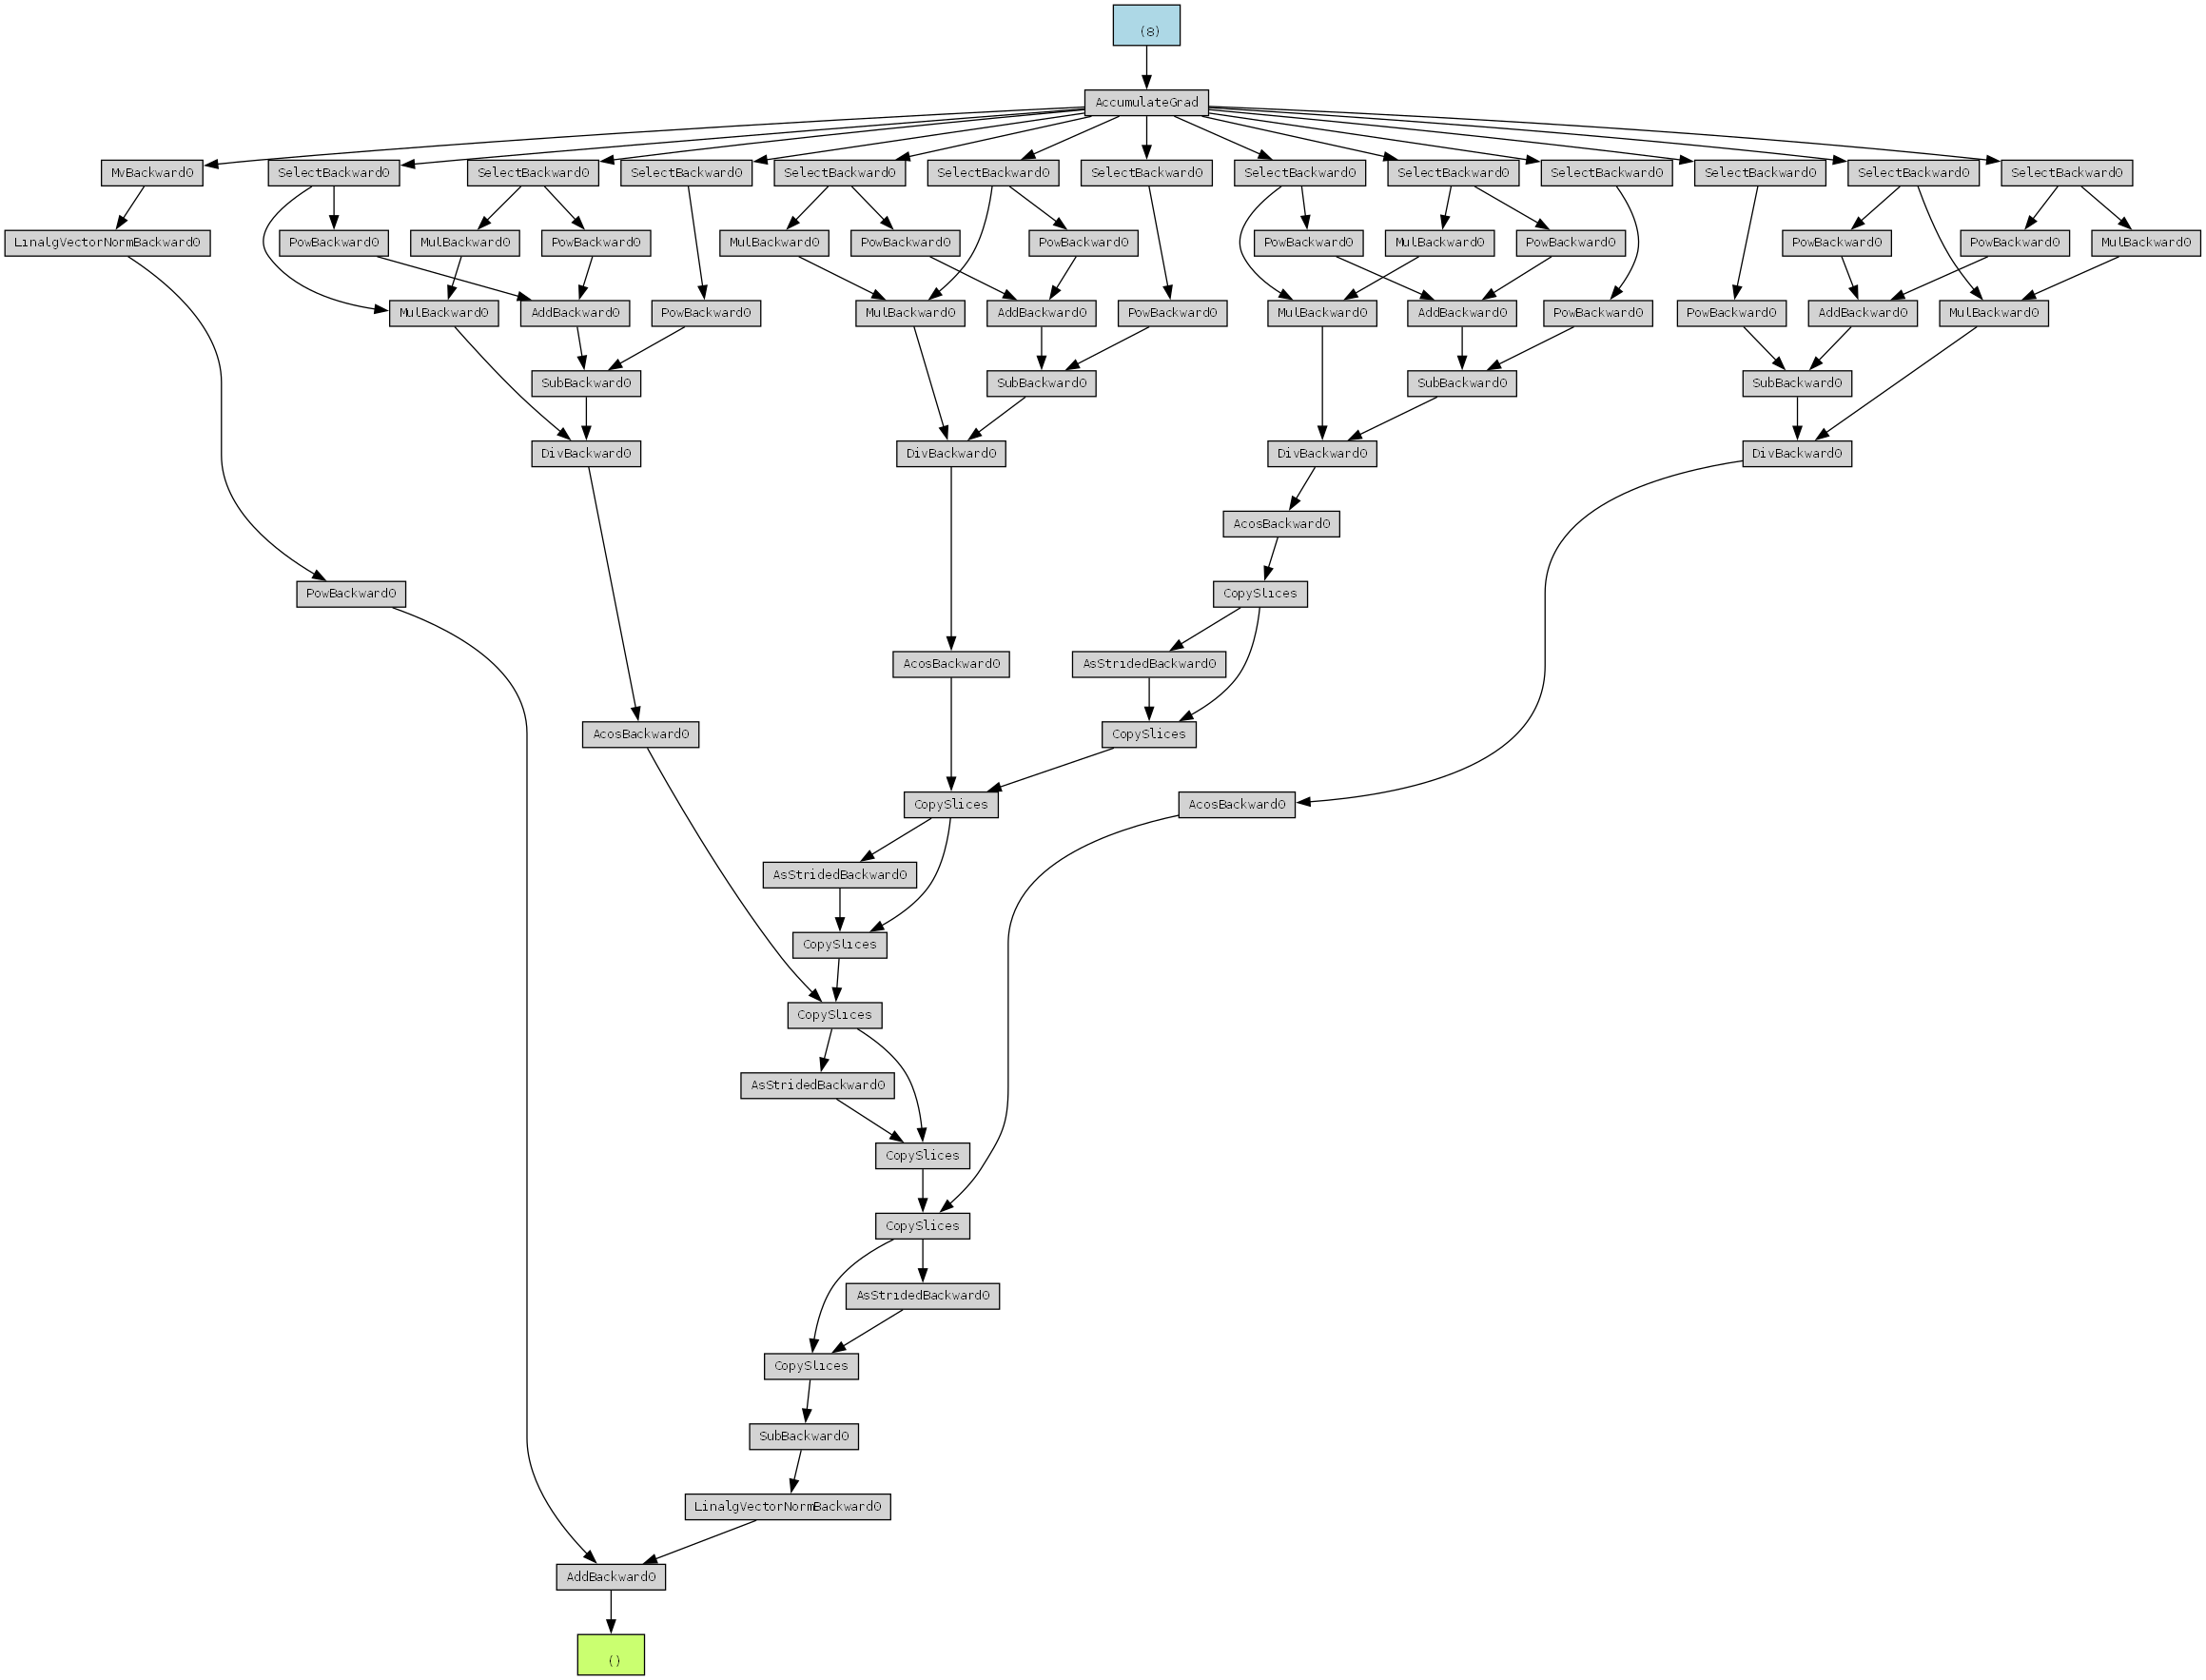 (8)
AccumulateGrad
MvBackward0
SelectBackward0
SelectBackward0
SelectBackward0
SelectBackward0
SelectBackward0
SelectBackward0
SelectBackward0
SelectBackward0
SelectBackward0
SelectBackward0
SelectBackward0
SelectBackward0
LinalgVectorNormBackward0
PowBackward0
MulBackward0
PowBackward0
MulBackward0
PowBackward0
PowBackward0
PowBackward0
MulBackward0
PowBackward0
PowBackward0
PowBackward0
MulBackward0
MulBackward0
AddBackward0
PowBackward0
MulBackward0
AddBackward0
PowBackward0
MulBackward0
AddBackward0
PowBackward0
PowBackward0
AddBackward0
MulBackward0
SubBackward0
SubBackward0
SubBackward0
SubBackward0
DivBackward0
DivBackward0
DivBackward0
DivBackward0
AcosBackward0
PowBackward0
CopySlices
AcosBackward0
AsStridedBackward0
AcosBackward0
CopySlices
CopySlices
AcosBackward0
AsStridedBackward0
CopySlices
CopySlices
AsStridedBackward0
CopySlices
CopySlices
AsStridedBackward0
CopySlices
SubBackward0
LinalgVectorNormBackward0
AddBackward0
()